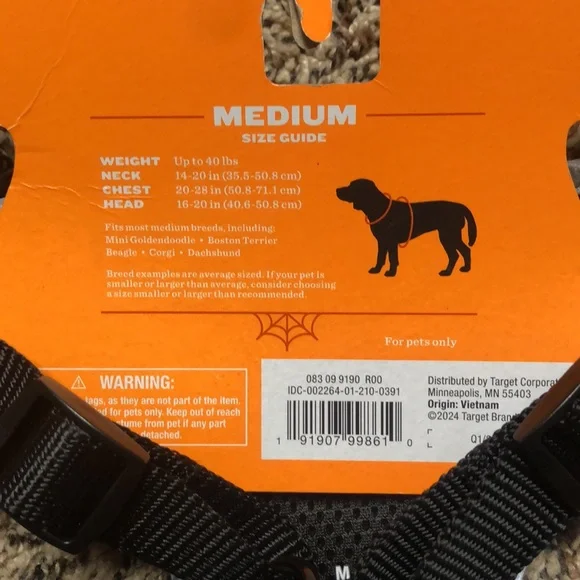 MEDIUM
SIZE GUIDE
WEIGHT Up to 40 lbs
NECK 14-20 in (35.5-50.8 cm)
CHEST 20-28 in (50.8-71.1 cm)
HEAD 16-20 in (40.6-50.8 cm)
Fits most medium breeds, including:
Mini Goldendoodle • Boston Terrier
Beagle • Corgi • Dachshund
Breed examples are average sized. If your pet is
smaller or larger than average, consider choosing
a size smaller or larger than recommended.
For pets only
WARNING:
tags, as they are not part of the item.
for pets only. Keep out of reach
from pet if any part
detached.
083 09 9190 R00
IDC-002264-01-210-0391
1 91907 99861 0
Distributed by Target
Minneapolis, MN 55
Origin: Vietnam
©2024 Target
Q1/
M